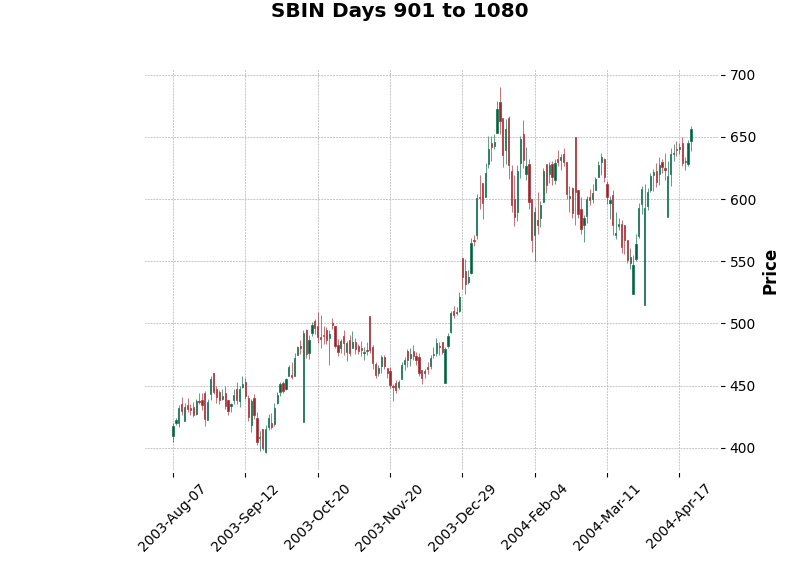 SBIN Days 901 to 1080
700
650
600
550
500
450
400
Price
2003-Aug-07
2003-Sep-12
2003-Oct-20
2003-Nov-20
2003-Dec-29
2004-Feb-04
2004-Mar-11
2004-Apr-17